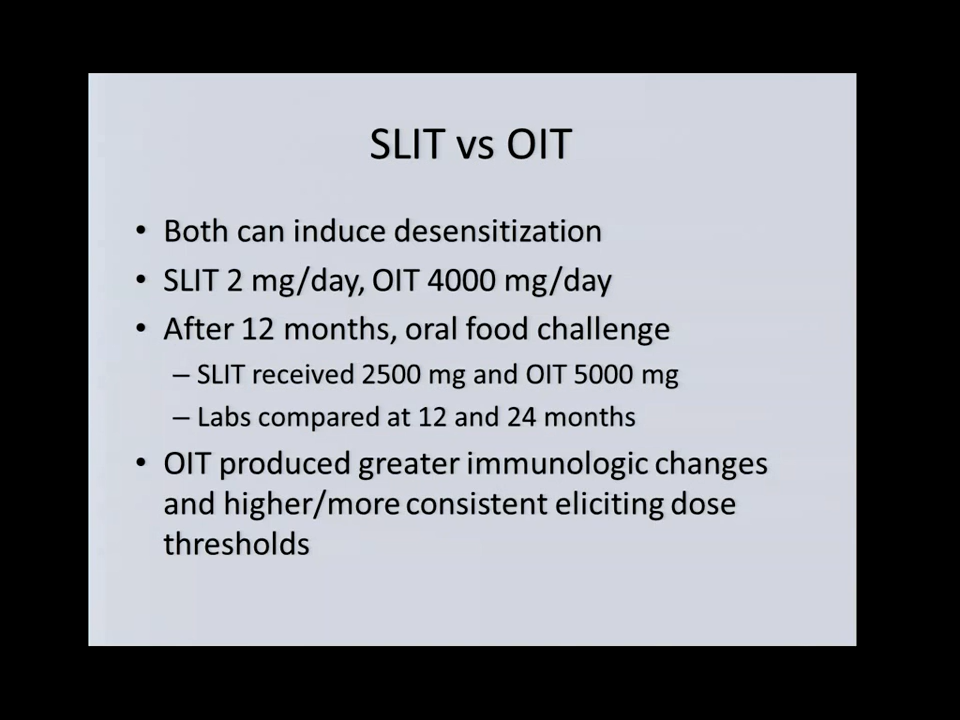 SLIT vs OIT
• Both can induce desensitization
• SLIT 2 mg/day, OIT 4000 mg/day
• After 12 months, oral food challenge
– SLIT received 2500 mg and OIT 5000 mg
– Labs compared at 12 and 24 months
• OIT produced greater immunologic changes
and higher/more consistent eliciting dose
thresholds